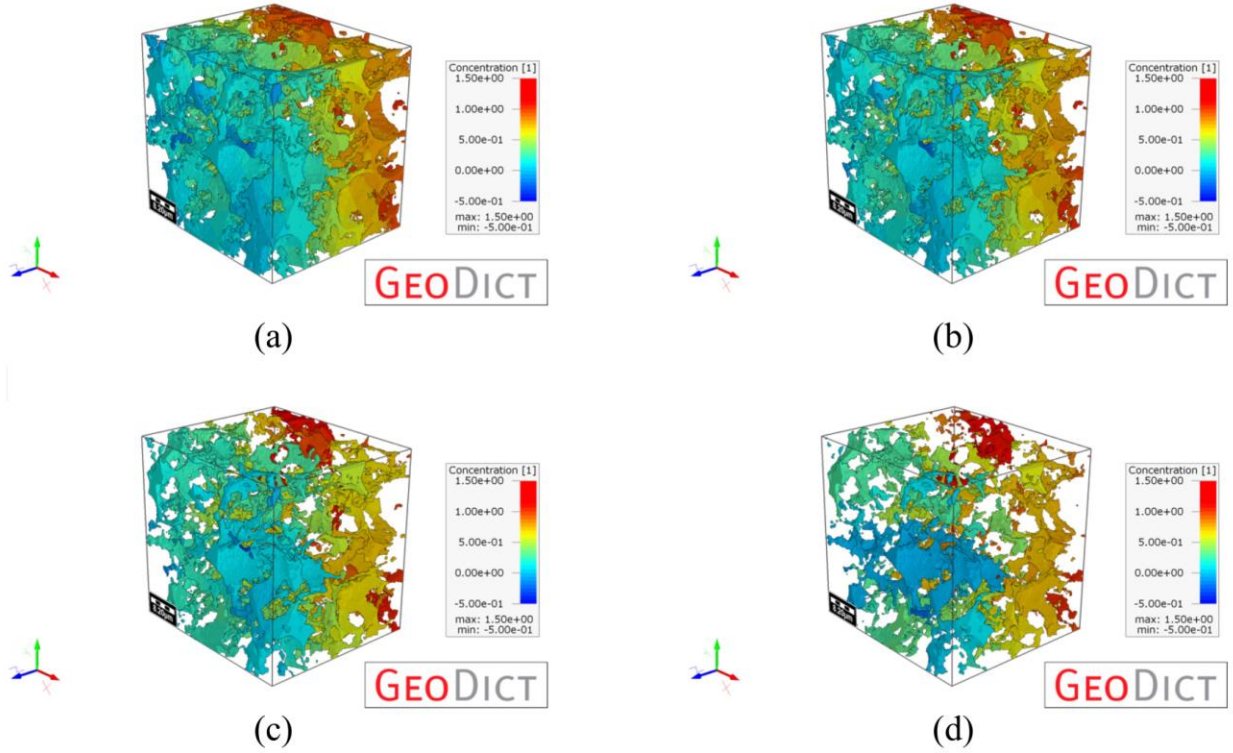 Concentration [1]
1.50e+00
1.00e+00
5.00e-01
0.00e+00
-5.00e-01
max: 1.50e+00
min: -5.00e-01
X
GEODICT
(a)
Concentration [1]
1.50e+00
1.00e+00
5.00e-01
0.00e+00
-5.00e-01
max: 1.50e+00
min: -5.00e-01
X
GEODICT
(b)
Concentration [1]
1.50e+00
1.00e+00
5.00e-01
0.00e+00
-5.00e-01
max: 1.50e+00
min: -5.00e-01
X
GEODICT
(c)
Concentration [1]
1.50e+00
1.00e+00
5.00e-01
0.00e+00
-5.00e-01
max: 1.50e+00
min: -5.00e-01
X
GEODICT
(d)